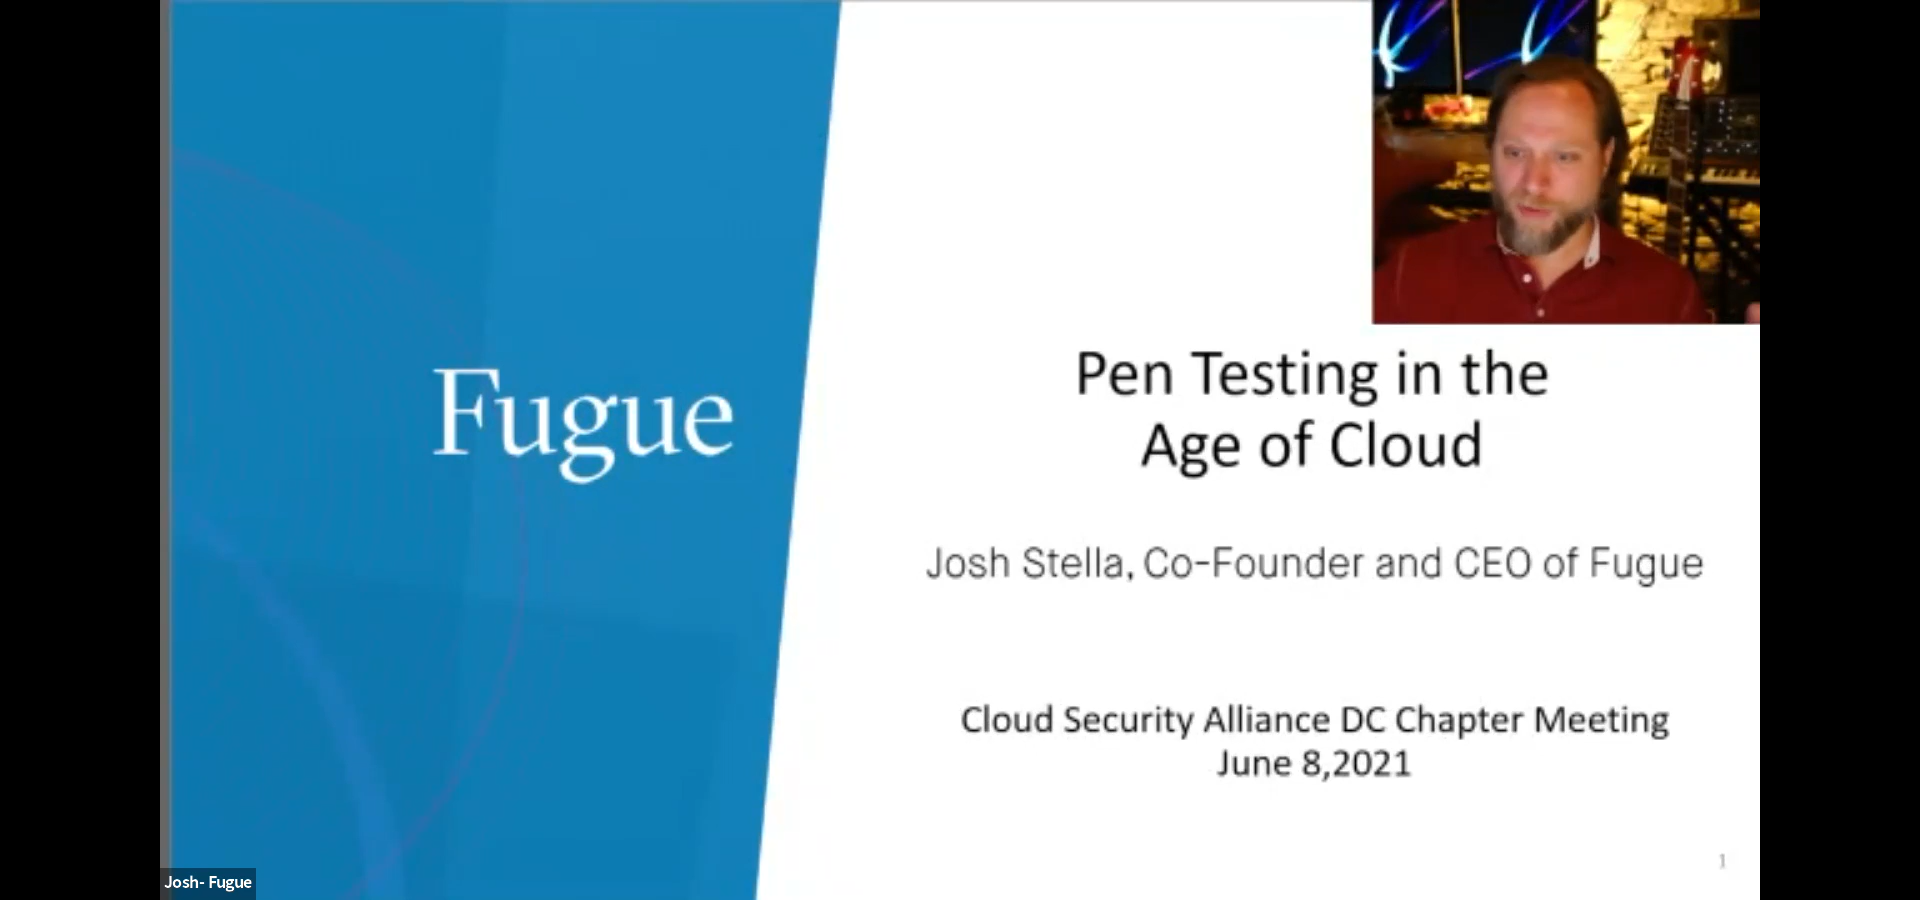 Fugue
Pen Testing in the
Age of Cloud
Josh Stella, Co-Founder and CEO of Fugue
Cloud Security Alliance DC Chapter Meeting
June 8,2021
1
Josh- Fugue